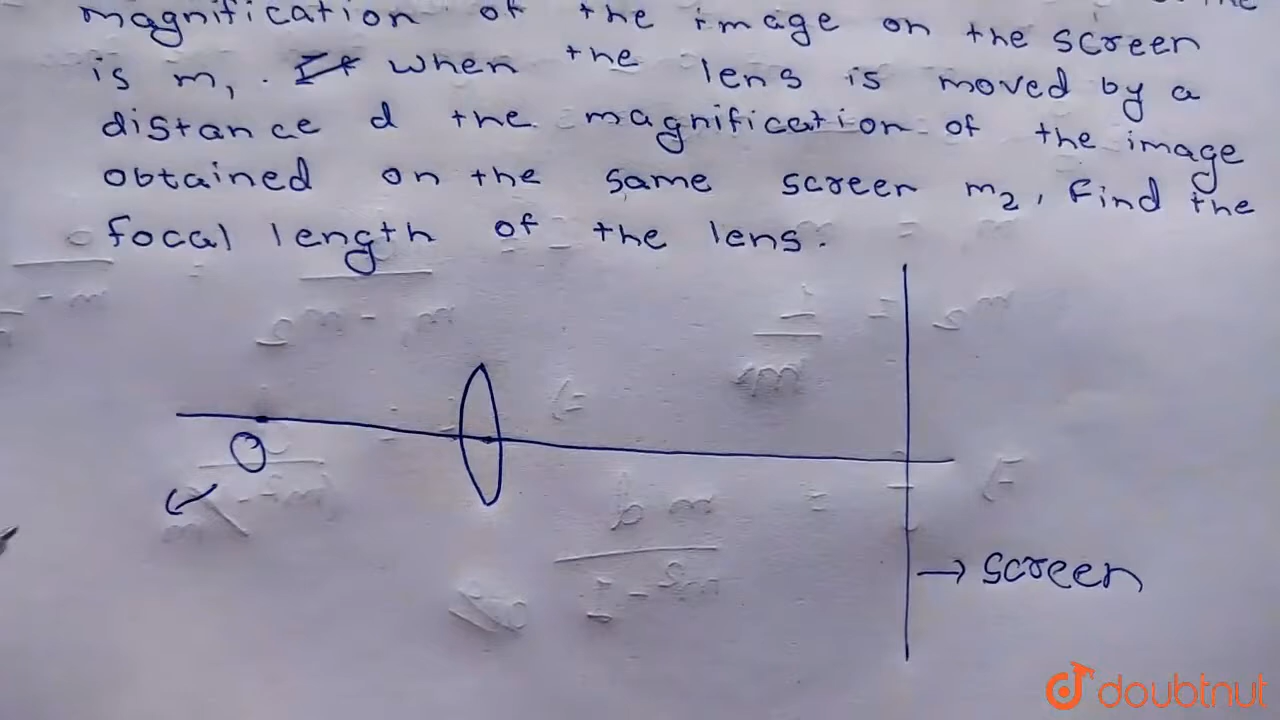 magnification of the image on the screen
is m₁. when the lens is moved by a
distance d the magnification of the image
obtained on the same screen m₂, Find the
focal length of the lens.
O
→ screen
doubtnut